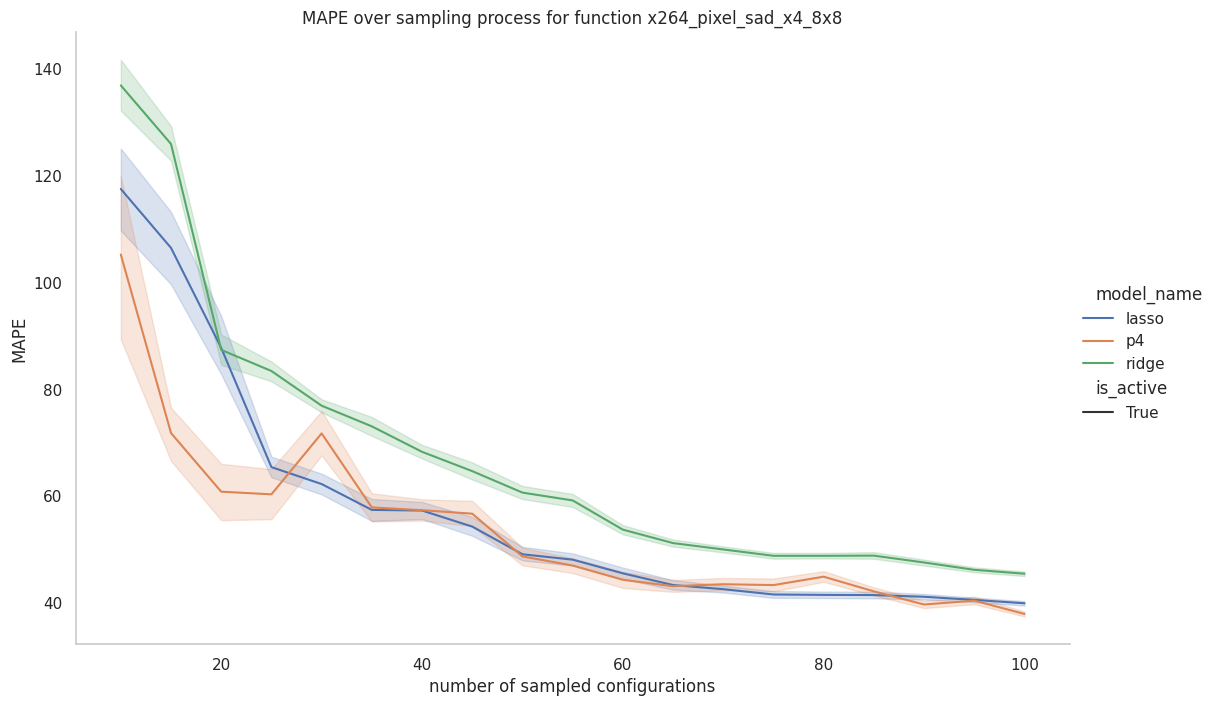 MAPE over sampling process for function x264_pixel_sad_x4_8x8
MAPE
140
120
100
80
60
40
20 40 60 80 100
number of sampled configurations
model_name
lasso
p4
ridge
is_active
True